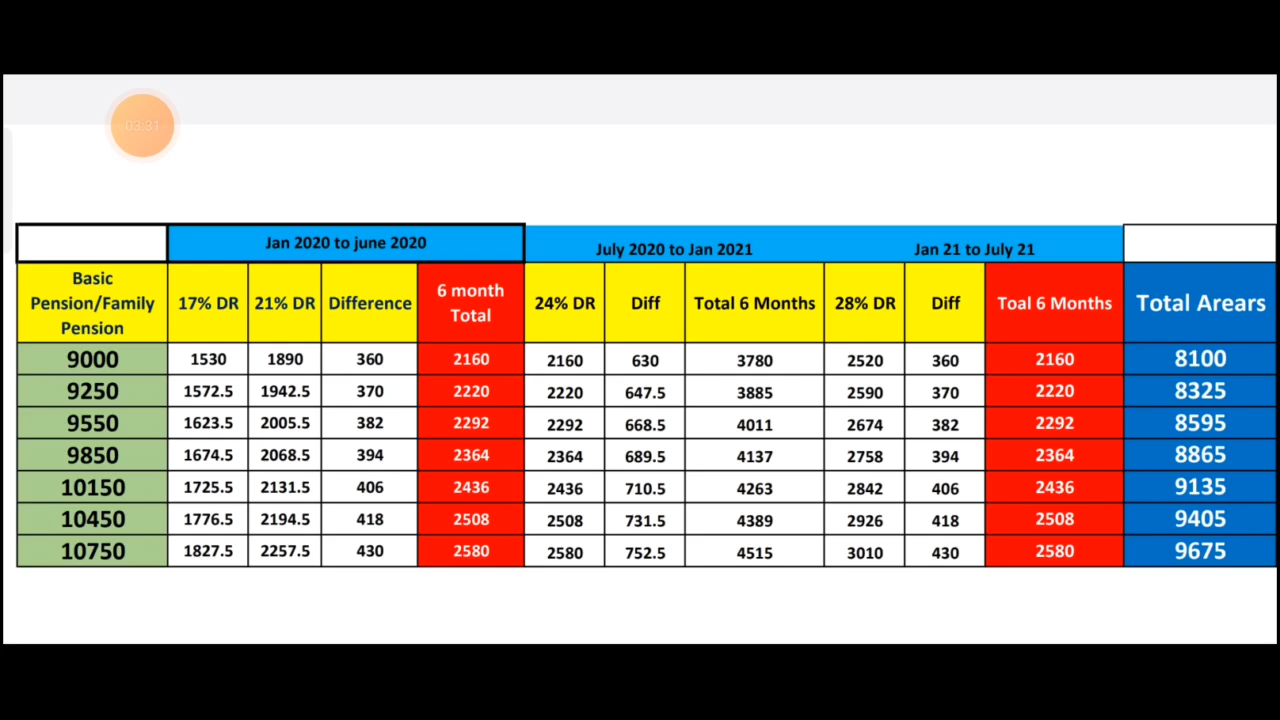 03:31
Jan 2020 to june 2020
July 2020 to Jan 2021 Jan 21 to July 21
Basic Pension/Family Pension 17% DR 21% DR Difference 6 month Total 24% DR Diff Total 6 Months 28% DR Diff Toal 6 Months Total Arears
9000 1530 1890 360 2160 2160 630 3780 2520 360 2160 8100
9250 1572.5 1942.5 370 2220 2220 647.5 3885 2590 370 2220 8325
9550 1623.5 2005.5 382 2292 2292 668.5 4011 2674 382 2292 8595
9850 1674.5 2068.5 394 2364 2364 689.5 4137 2758 394 2364 8865
10150 1725.5 2131.5 406 2436 2436 710.5 4263 2842 406 2436 9135
10450 1776.5 2194.5 418 2508 2508 731.5 4389 2926 418 2508 9405
10750 1827.5 2257.5 430 2580 2580 752.5 4515 3010 430 2580 9675